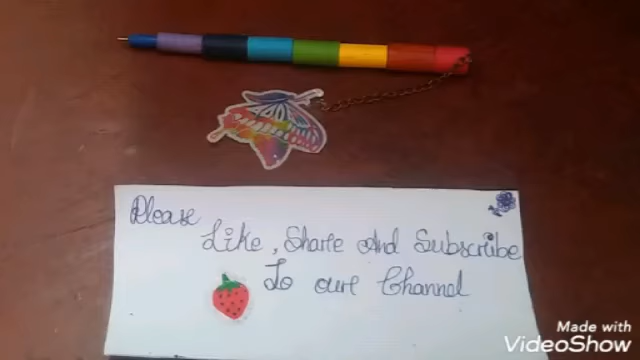 Please
Like, Share And Subscribe
To our Channel
Made with
VideoShow